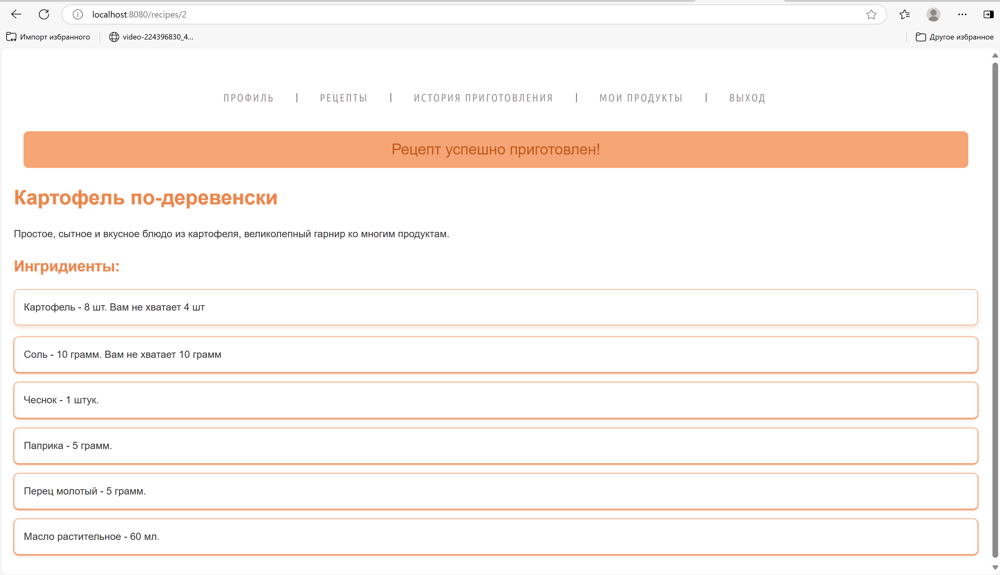 localhost:8080/recipes/2
Импорт избранного | video-224396830_4... | Другое избранное
ПРОФИЛЬ | РЕЦЕПТЫ | ИСТОРИЯ ПРИГОТОВЛЕНИЯ | МОИ ПРОДУКТЫ | ВЫХОД
Рецепт успешно приготовлен!
Картофель по-деревенски
Простое, сытное и вкусное блюдо из картофеля, великолепный гарнир ко многим продуктам.
Ингридиенты:
Картофель - 8 шт. Вам не хватает 4 шт
Соль - 10 грамм. Вам не хватает 10 грамм
Чеснок - 1 штук.
Паприка - 5 грамм.
Перец молотый - 5 грамм.
Масло растительное - 60 мл.